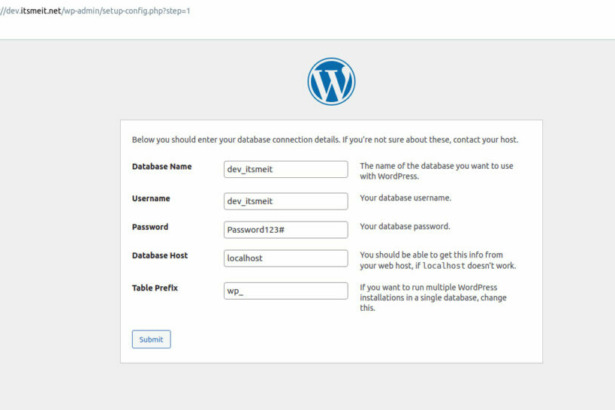 ://dev.itsmeit.net/wp-admin/setup-config.php?step=1
Below you should enter your database connection details. If you're not sure about these, contact your host.
Database Name
dev_itsmeit
The name of the database you want to use
with WordPress.
Username
dev_itsmeit
Your database username.
Password
Password123#
Your database password.
Database Host
localhost
You should be able to get this info from
your web host, if localhost doesn't work.
Table Prefix
wp_
If you want to run multiple WordPress
installations in a single database, change
this.
Submit